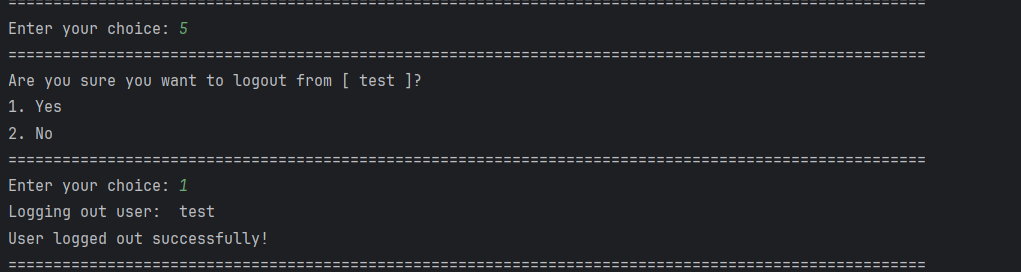 ======================================================================================================
Enter your choice: 5
======================================================================================================
Are you sure you want to logout from [ test ]?
1. Yes
2. No
======================================================================================================
Enter your choice: 1
Logging out user:  test
User logged out successfully!
======================================================================================================